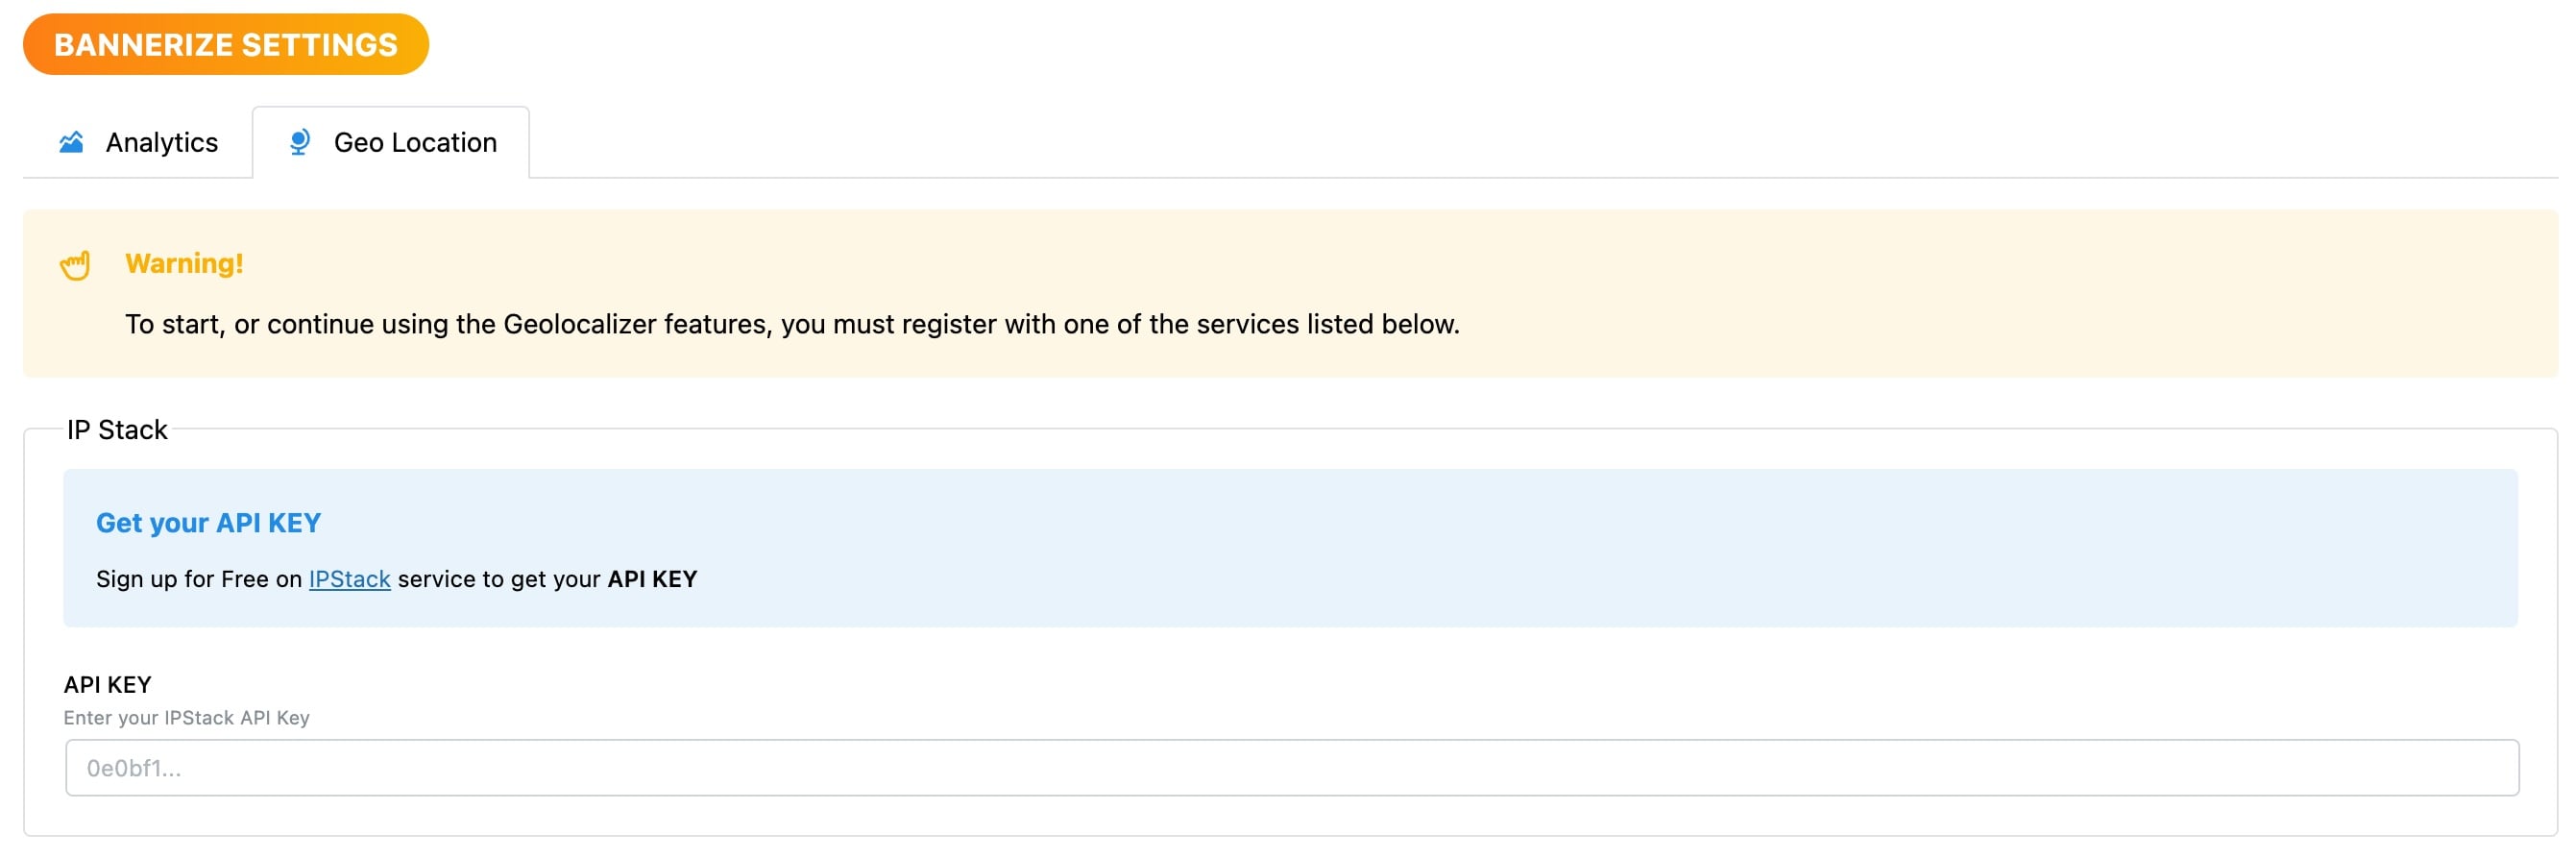 BANNERIZE SETTINGS
Analytics
Geo Location
Warning!
To start, or continue using the Geolocalizer features, you must register with one of the services listed below.
IP Stack
Get your API KEY
Sign up for Free on IPStack service to get your API KEY
API KEY
Enter your IPStack API Key
0e0bf1...